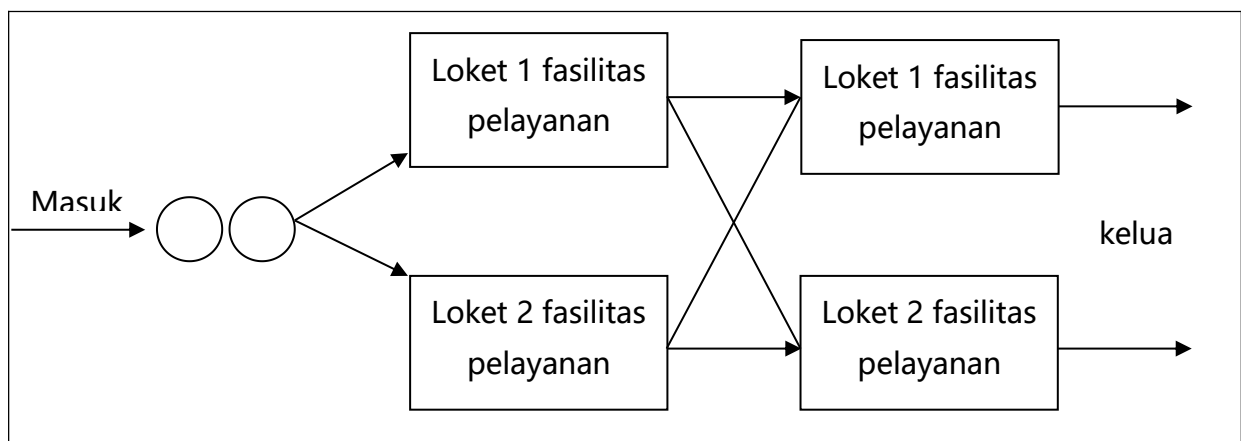 Loket 1 fasilitas
pelayanan
Loket 1 fasilitas
pelayanan
Masuk
kelua
Loket 2 fasilitas
pelayanan
Loket 2 fasilitas
pelayanan